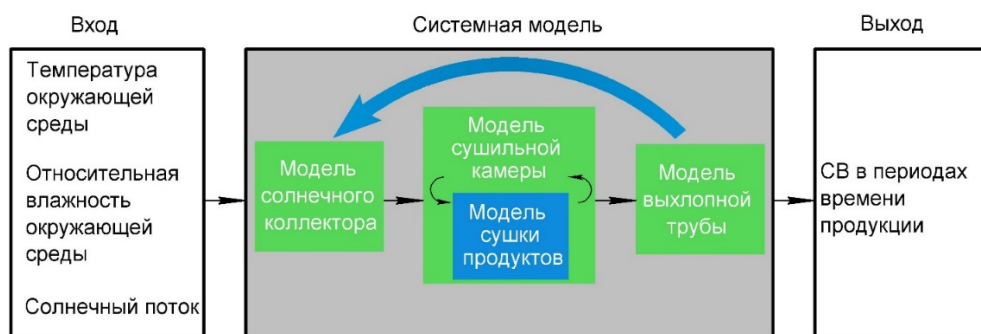 Вход
Системная модель
Выход
Температура
окружающей
среды
Относительная
влажность
окружающей
среды
Солнечный поток
Модель
солнечного
коллектора
Модель
сушильной
камеры
Модель
сушки
продуктов
Модель
выхлопной
трубы
СВ в периодах
времени
продукции